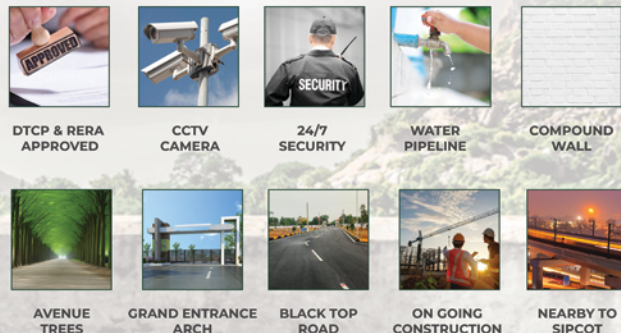 APPROVED
SECURITY
DTCP & RERA
APPROVED
CCTV
CAMERA
24/7
SECURITY
WATER
PIPELINE
COMPOUND
WALL
AVENUE
TREES
GRAND ENTRANCE
ARCH
BLACK TOP
ROAD
ON GOING
CONSTRUCTION
NEARBY TO
SIPCOT